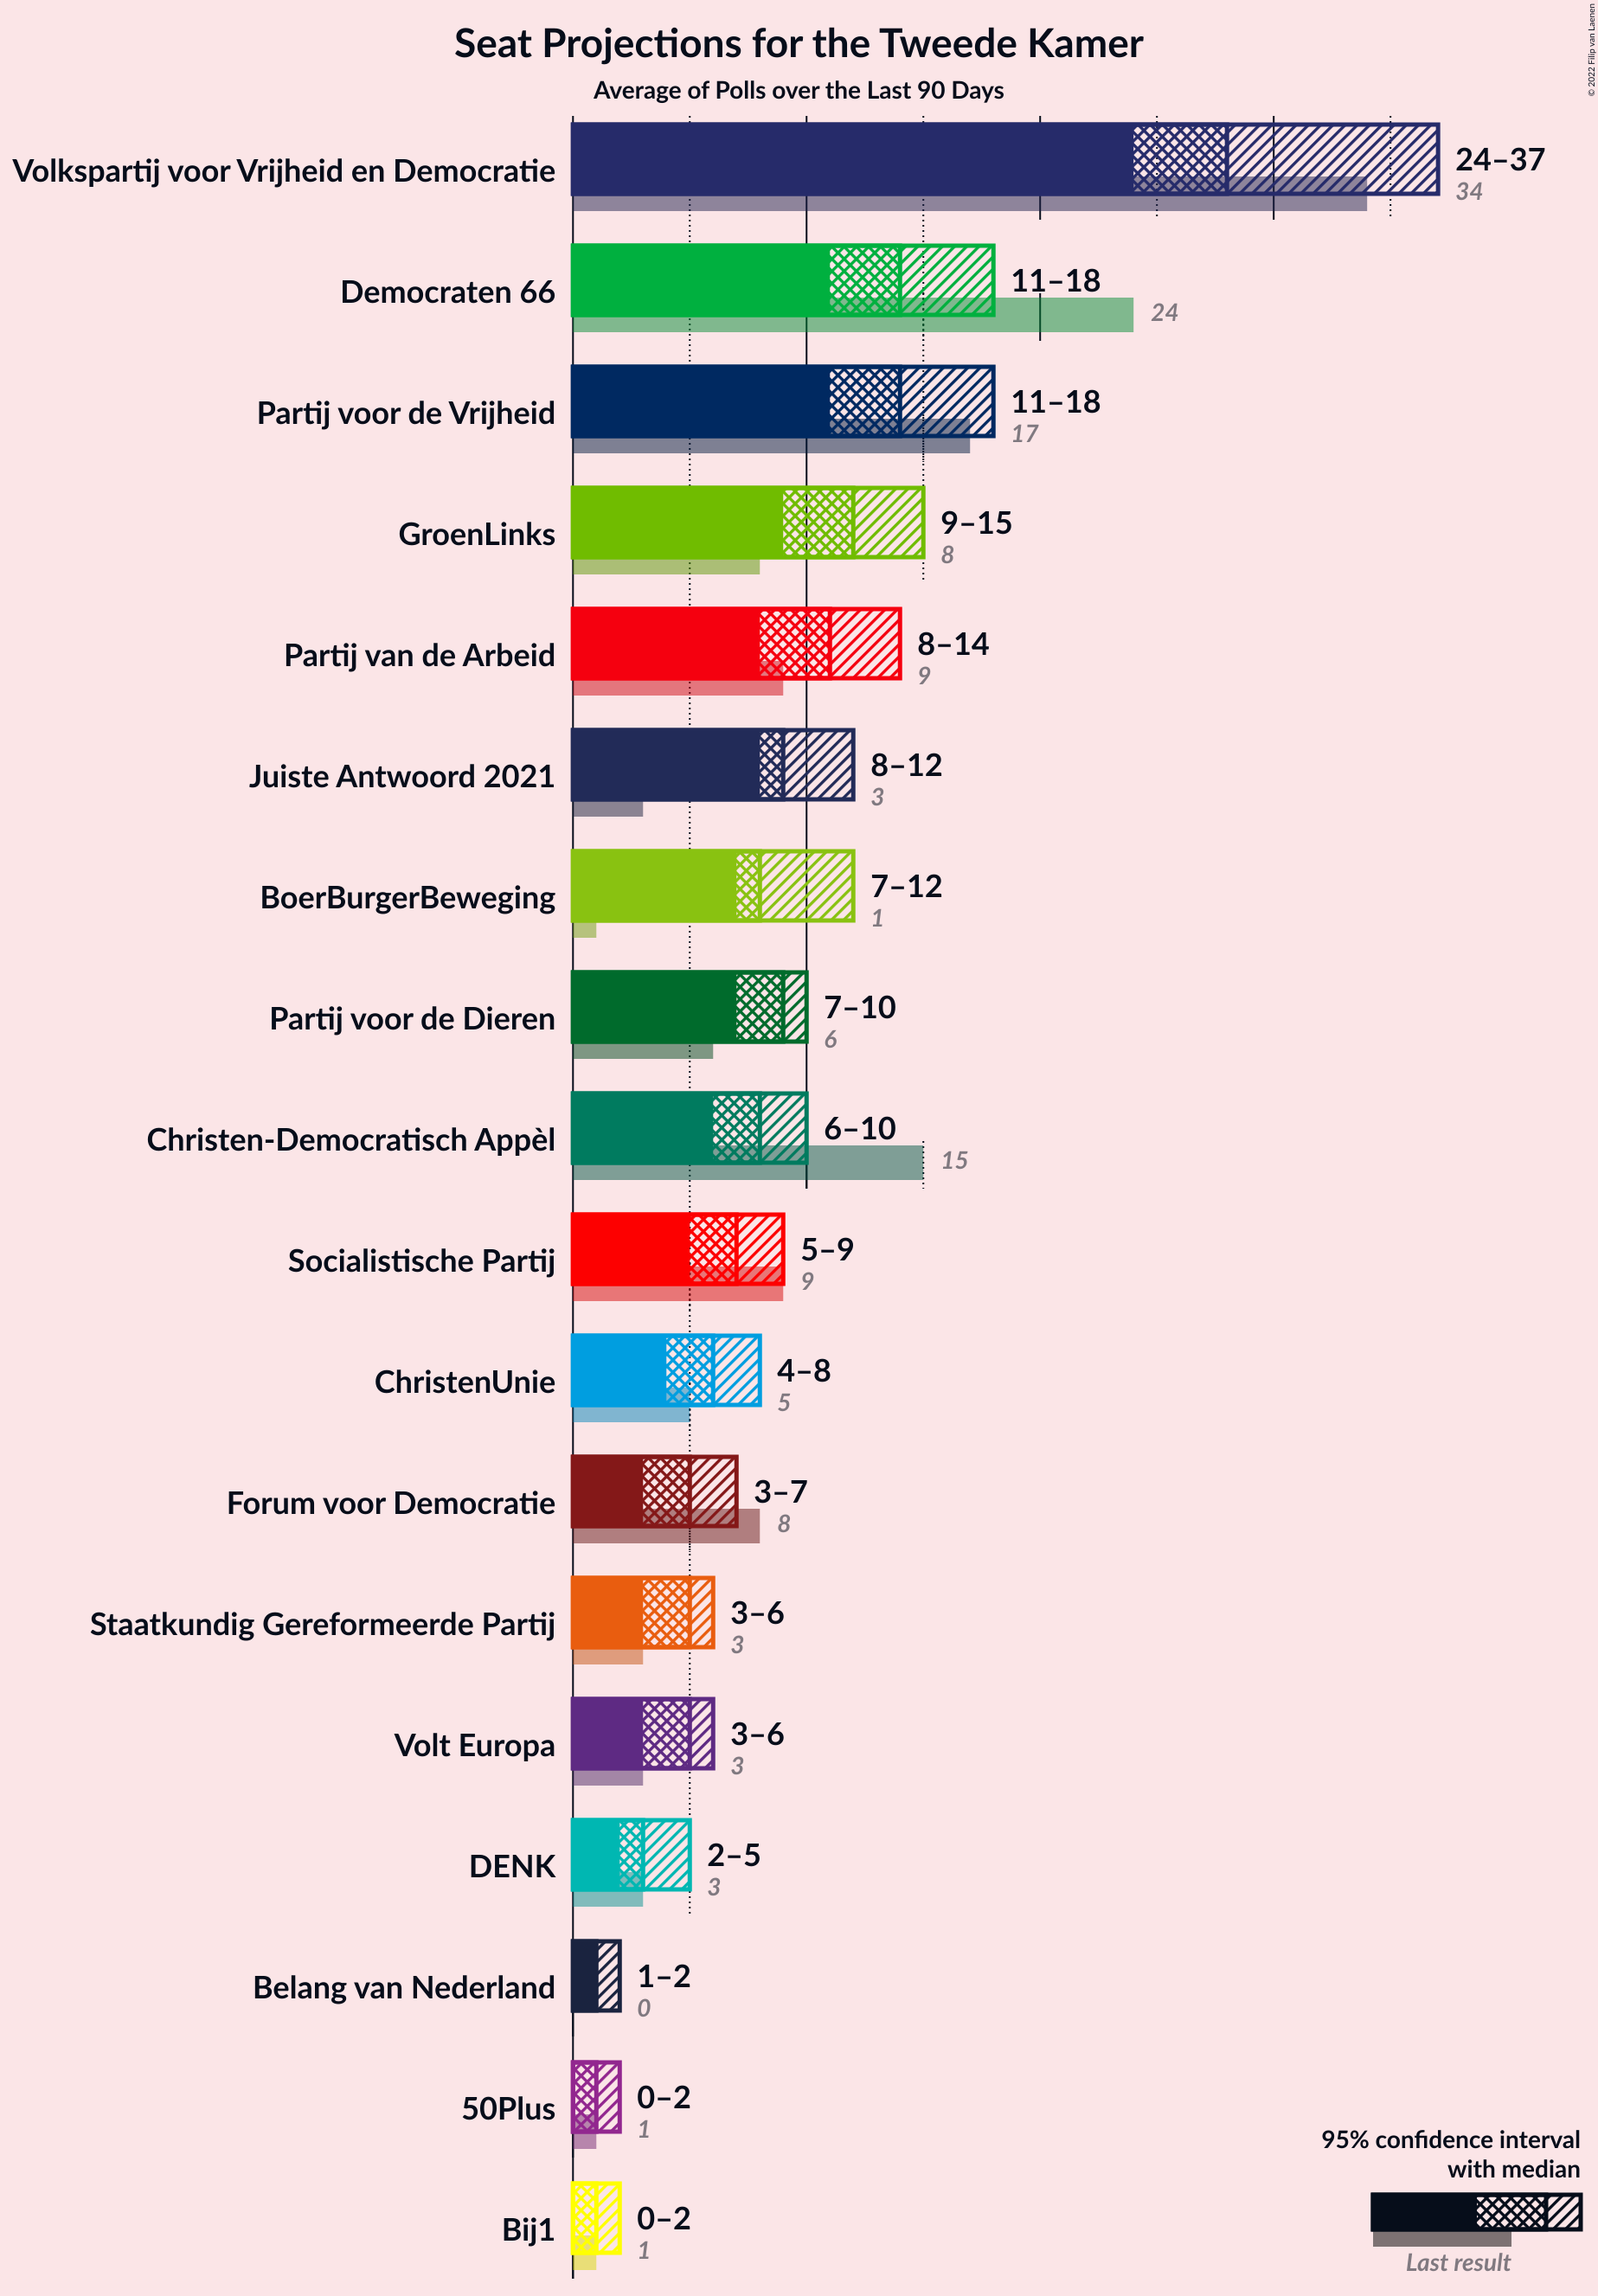 Seat Projections for the Tweede Kamer
Average of Polls over the Last 90 Days
© 2022 Filip van Laenen
Volkspartij voor Vrijheid en Democratie
24–37
34
Democraten 66
11–18
24
Partij voor de Vrijheid
11–18
17
GroenLinks
9–15
8
Partij van de Arbeid
8–14
9
Juiste Antwoord 2021
8–12
3
BoerBurgerBeweging
7–12
1
Partij voor de Dieren
7–10
6
Christen-Democratisch Appèl
6–10
15
Socialistische Partij
5–9
9
ChristenUnie
4–8
5
Forum voor Democratie
3–7
8
Staatkundig Gereformeerde Partij
3–6
3
Volt Europa
3–6
3
DENK
2–5
3
Belang van Nederland
1–2
0
50Plus
0–2
1
Bij1
0–2
1
95% confidence interval
with median
Last result